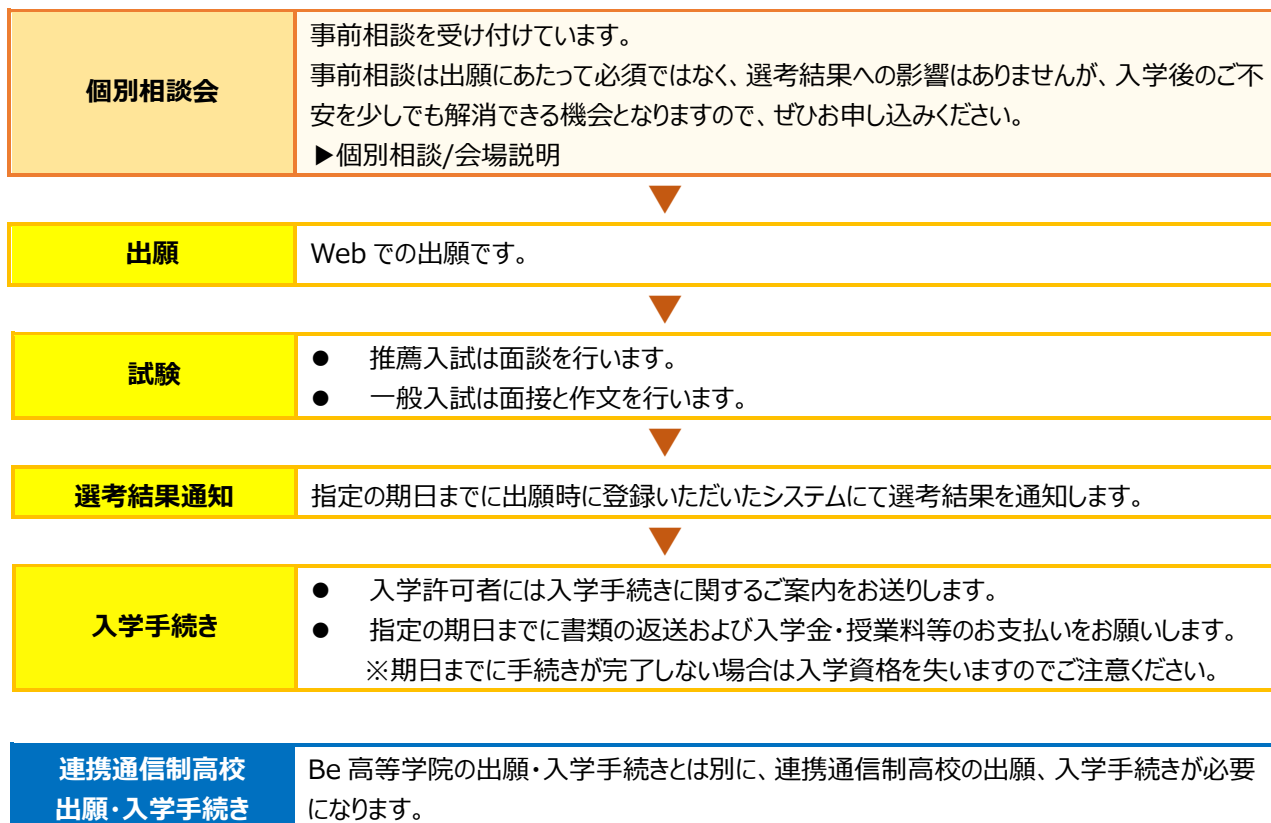 個別相談会
事前相談を受け付けています。
事前相談は出願にあたって必須ではなく、選考結果への影響はありませんが、入学後のご不
安を少しでも解消できる機会となりますので、ぜひお申し込みください。
▶個別相談/会場説明
出願
Web での出願です。
試験
● 推薦入試は面談を行います。
● 一般入試は面接と作文を行います。
選考結果通知
指定の期日までに出願時に登録いただいたシステムにて選考結果を通知します。
入学手続き
● 入学許可者には入学手続きに関するご案内をお送りします。
● 指定の期日までに書類の返送および入学金・授業料等のお支払いをお願いします。
※期日までに手続きが完了しない場合は入学資格を失いますのでご注意ください。
連携通信制高校
出願・入学手続き
Be 高等学院の出願・入学手続きとは別に、連携通信制高校の出願、入学手続きが必要
になります。